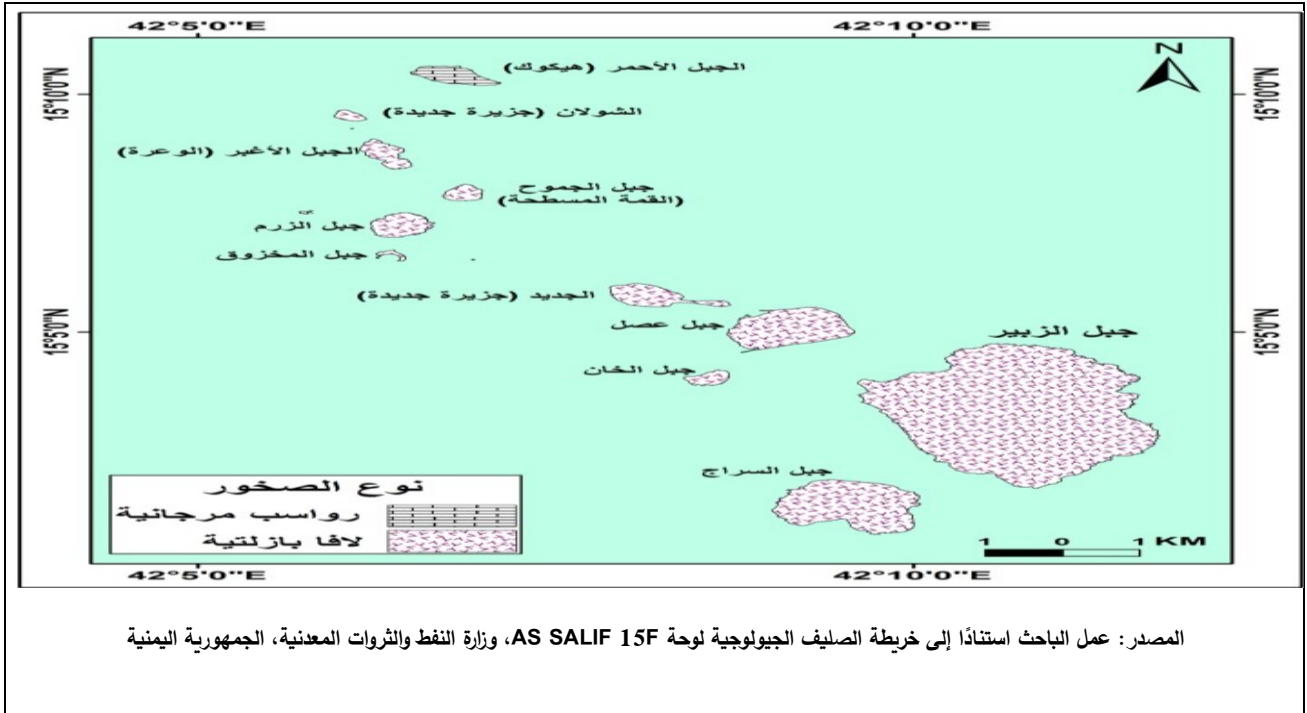 42°5'0"E
42°10'0"E
N
15°10'0"N
15°10'0"N
الجبل الأحمر (هيكوك)
الشولان (جزيرة جديدة)
الجبل الأغبر (الوعرة)
جبل الجموح
(القمة المسطحة)
جبل الزرم
جبل المخزوق
الجديد (جزيرة جديدة)
جبل عصل
جبل الزبير
15°5'0"N
15°5'0"N
جبل الخان
جبل السراج
نوع الصخور
رواسب مرجانية
لافا بازلتية
1 0 1 KM
42°5'0"E
42°10'0"E
المصدر: عمل الباحث استنادًا إلى خريطة الصليف الجيولوجية لوحة AS SALIF 15F، وزارة النفط والثروات المعدنية، الجمهورية اليمنية